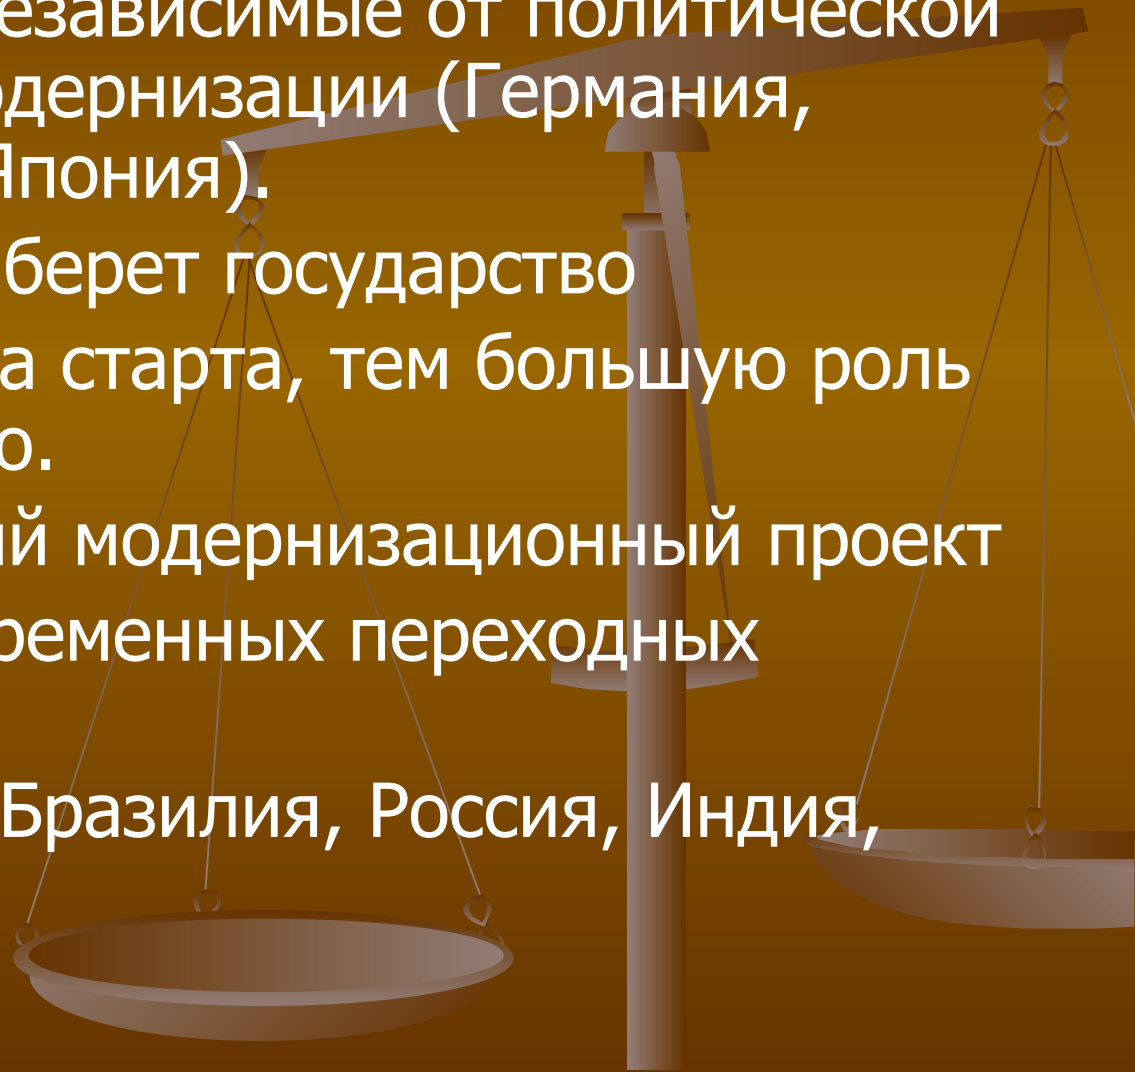 независимые от политической
одернизации (Германия,
Япония).
берет государство
а старта, тем большую роль
о.
ий модернизационный проект
ременных переходных
Бразилия, Россия, Индия,